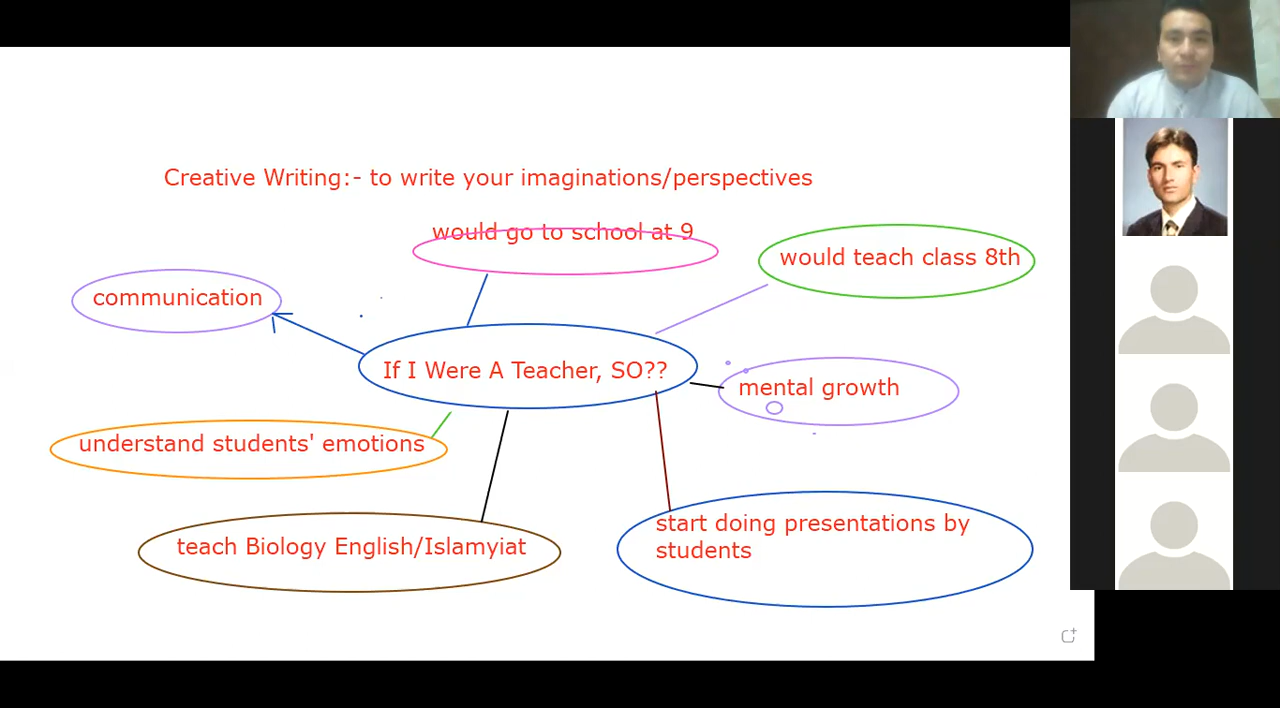 Creative Writing:- to write your imaginations/perspectives
would go to school at 9
would teach class 8th
communication
If I Were A Teacher, SO??
mental growth
understand students' emotions
teach Biology English/Islamyiat
start doing presentations by
students